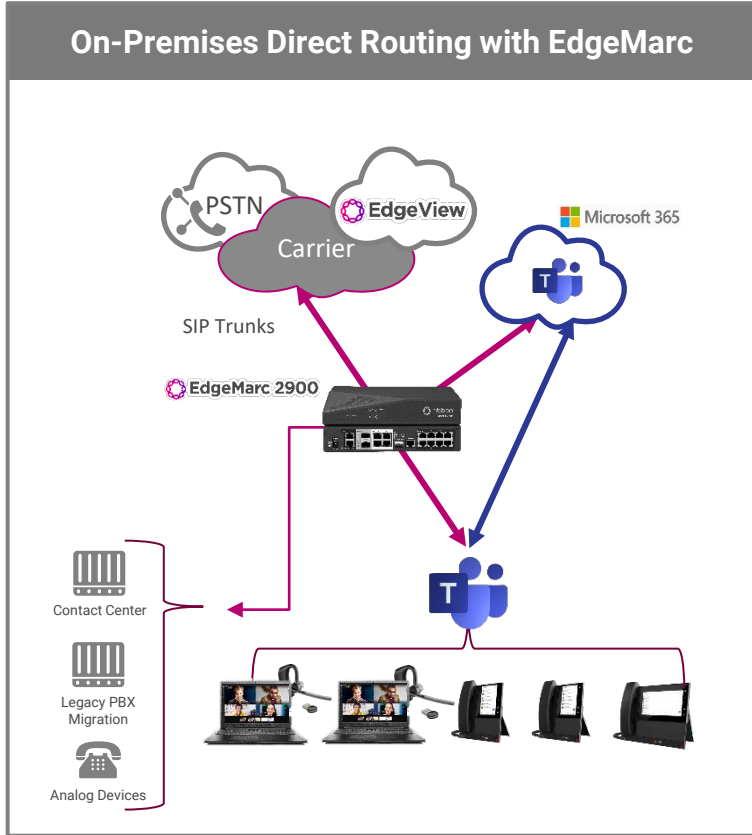 On-Premises Direct Routing with EdgeMarc
PSTN
EdgeView
Carrier
Microsoft 365
T
SIP Trunks
EdgeMarc 2900
ribbon
T
Contact Center
Legacy PBX
Migration
Analog Devices